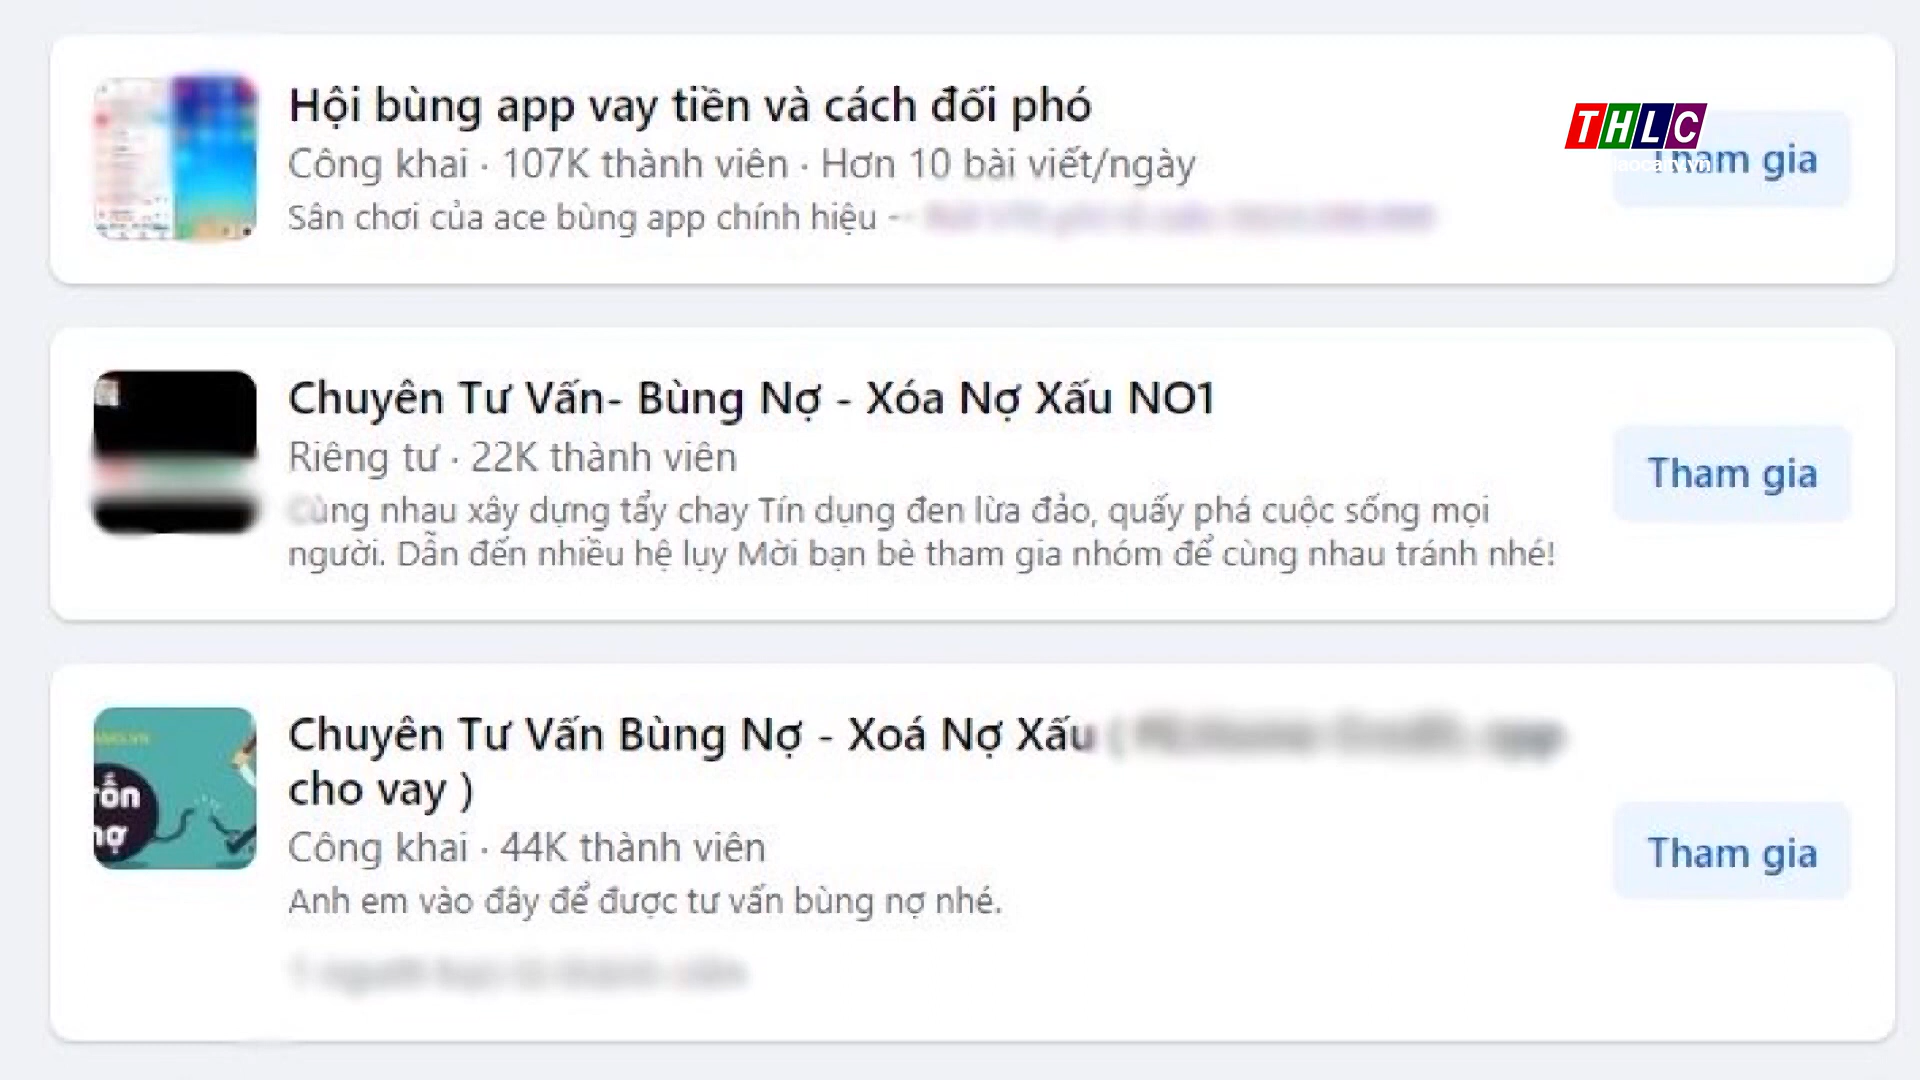 Hội bùng app vay tiền và cách đối phó
Công khai · 107K thành viên · Hơn 10 bài viết/ngày
Sân chơi của ace bùng app chính hiệu --
THLC
Tham gia
Chuyên Tư Vấn- Bùng Nợ - Xóa Nợ Xấu NO1
Riêng tư · 22K thành viên
Cùng nhau xây dựng tẩy chay Tín dụng đen lừa đảo, quấy phá cuộc sống mọi
người. Dẫn đến nhiều hệ lụy Mời bạn bè tham gia nhóm để cùng nhau tránh nhé!
Tham gia
trốn
nợ
Chuyên Tư Vấn Bùng Nợ - Xoá Nợ Xấu (
cho vay )
Công khai · 44K thành viên
Anh em vào đây để được tư vấn bùng nợ nhé.
Tham gia